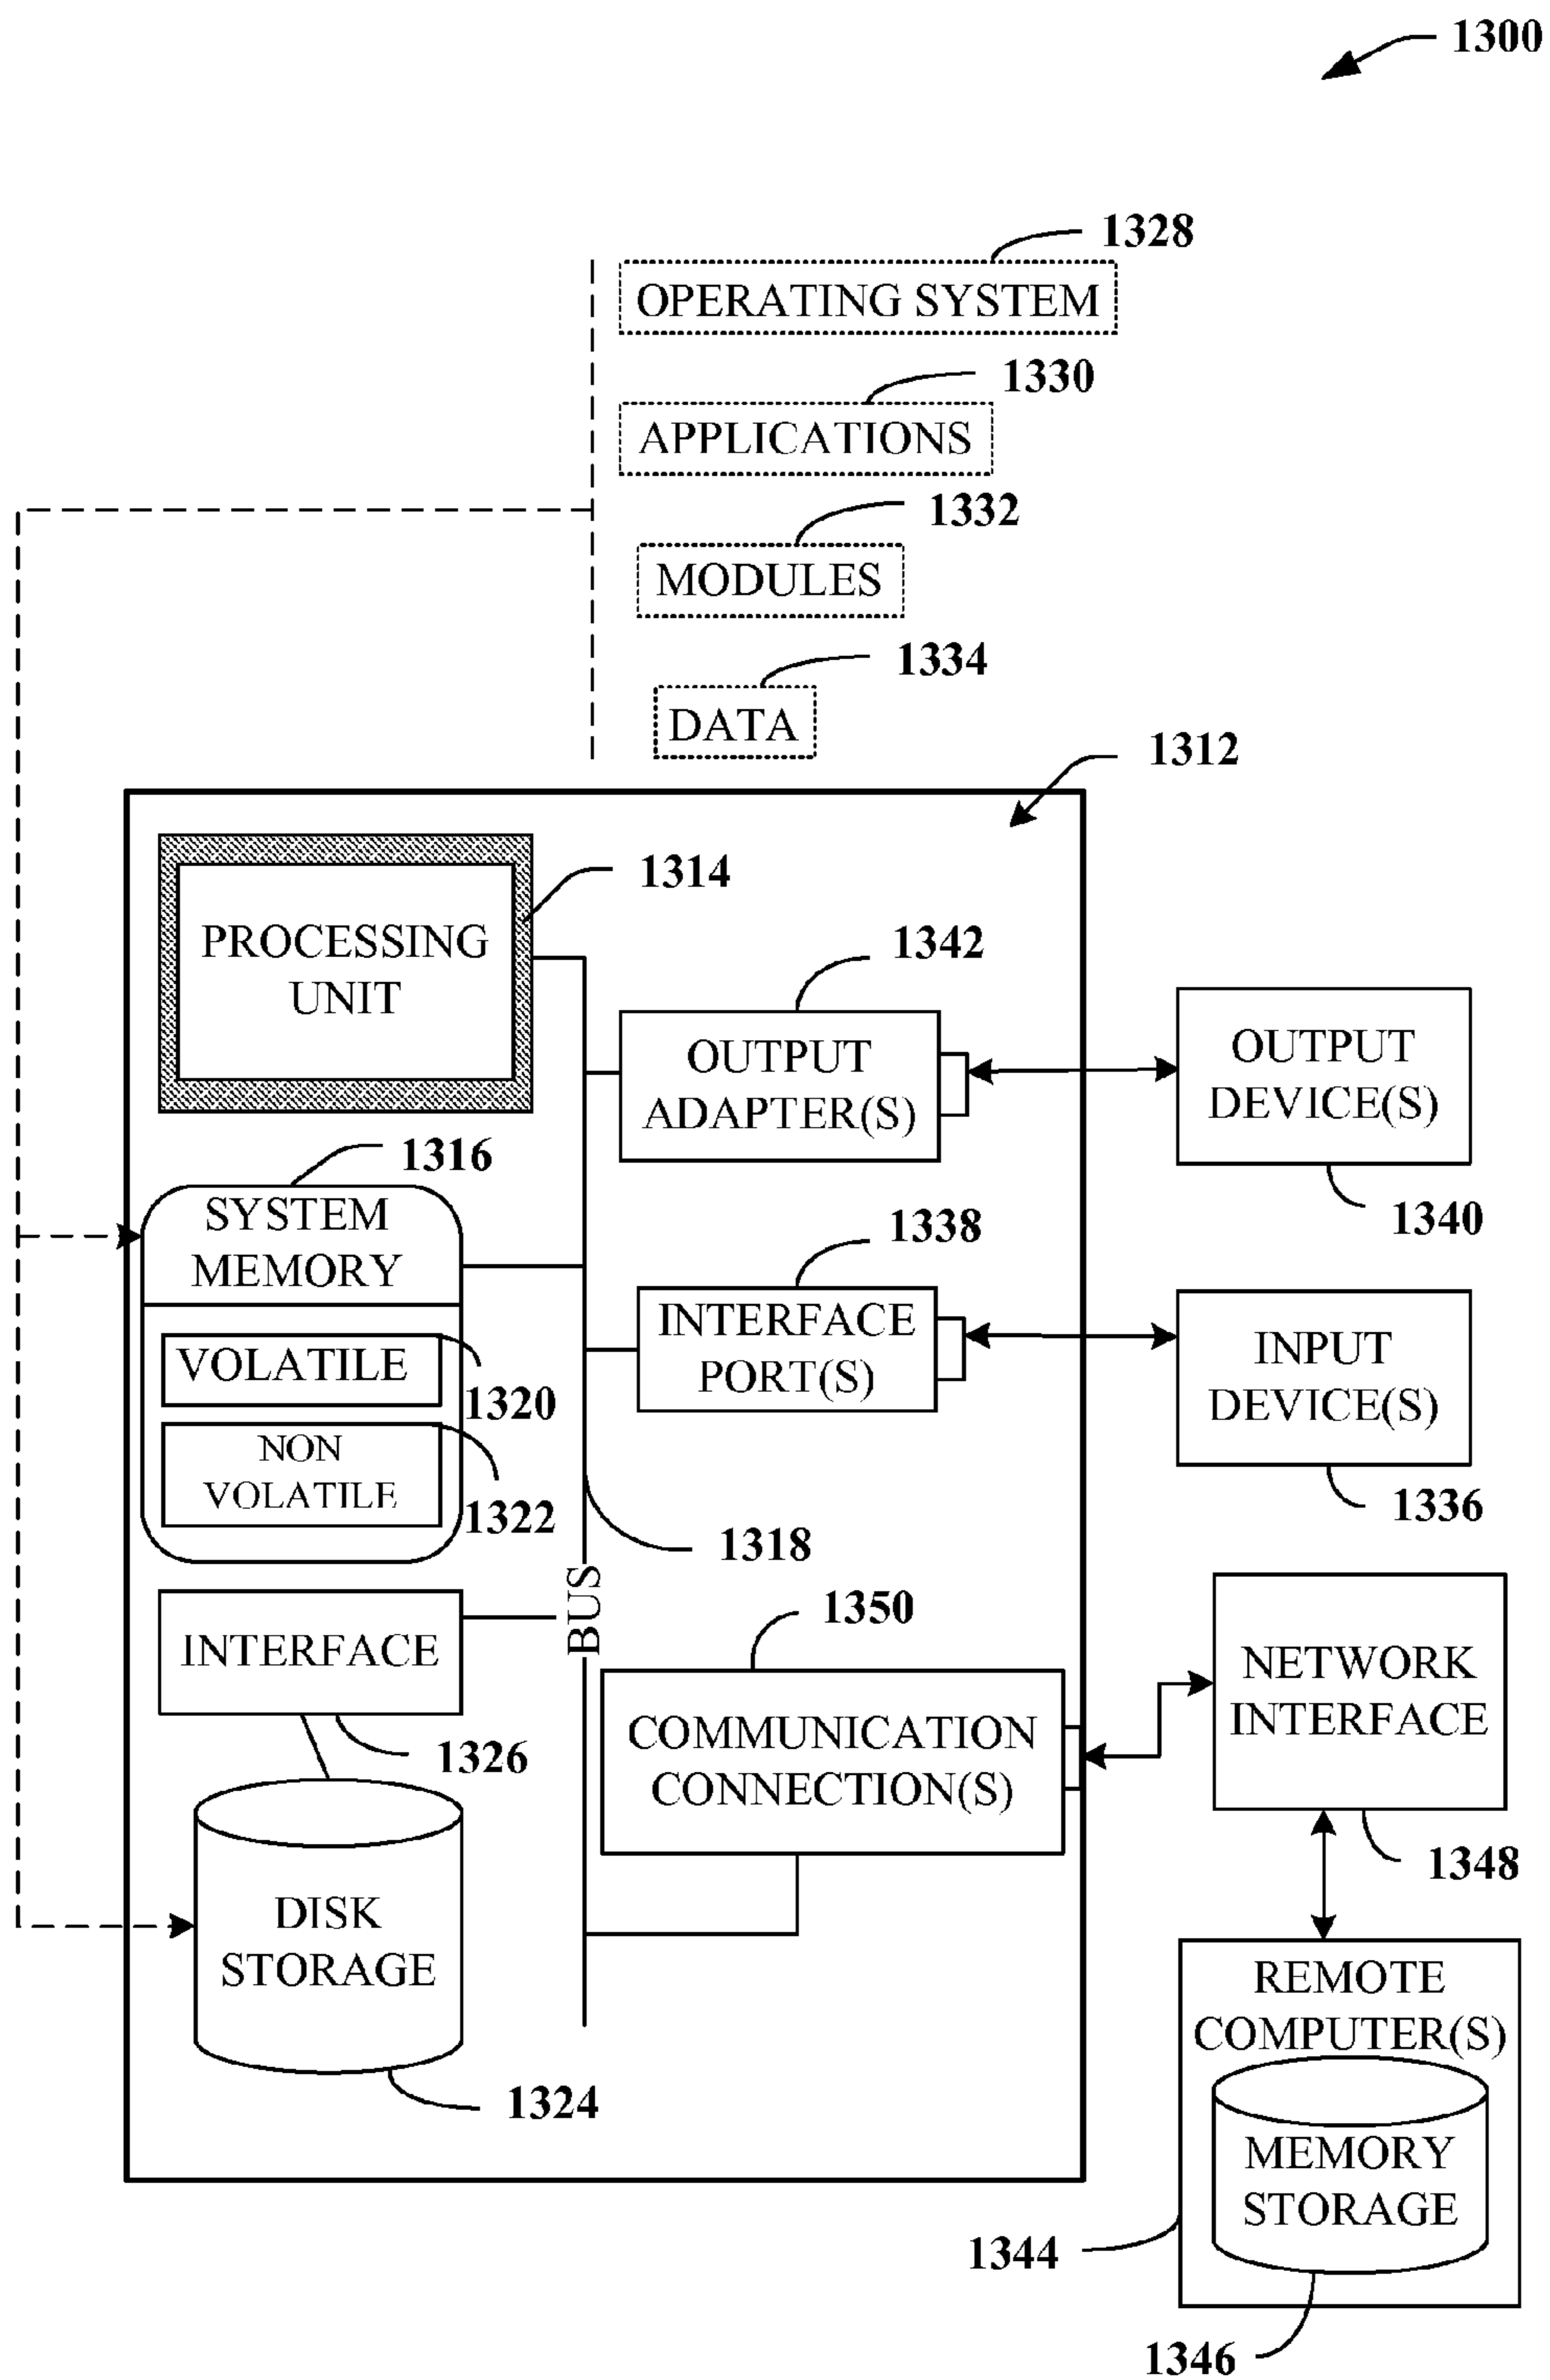 1300
1328
OPERATING SYSTEM
1330
APPLICATIONS
1332
MODULES
1334
DATA
1312
1314
PROCESSING
UNIT
1342
OUTPUT
ADAPTER(S)
OUTPUT
DEVICE(S)
1340
1316
SYSTEM
MEMORY
VOLATILE
1320
NON
VOLATILE
1322
1338
INTERFACE
PORT(S)
INPUT
DEVICE(S)
1336
1318
BUS
INTERFACE
1326
1350
COMMUNICATION
CONNECTION(S)
NETWORK
INTERFACE
1348
DISK
STORAGE
1324
REMOTE
COMPUTER(S)
MEMORY
STORAGE
1344
1346